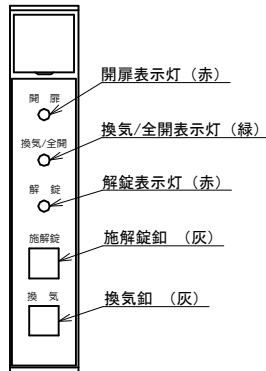 開扉表示灯（赤）
開　扉
換気/全開表示灯（緑）
換気/全開
解錠表示灯（赤）
解　錠
施解錠釦　（灰）
施解錠
換気釦　（灰）
換　気